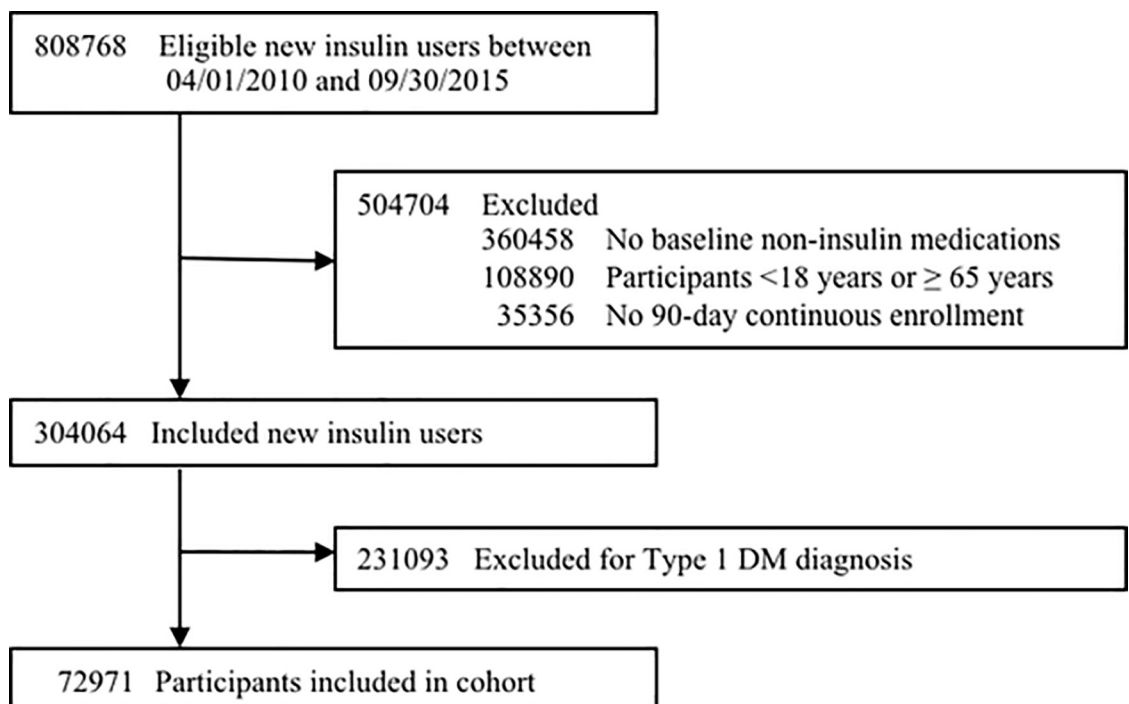 808768 Eligible new insulin users between
04/01/2010 and 09/30/2015
504704 Excluded
360458 No baseline non-insulin medications
108890 Participants <18 years or ≥ 65 years
35356 No 90-day continuous enrollment
304064 Included new insulin users
231093 Excluded for Type 1 DM diagnosis
72971 Participants included in cohort